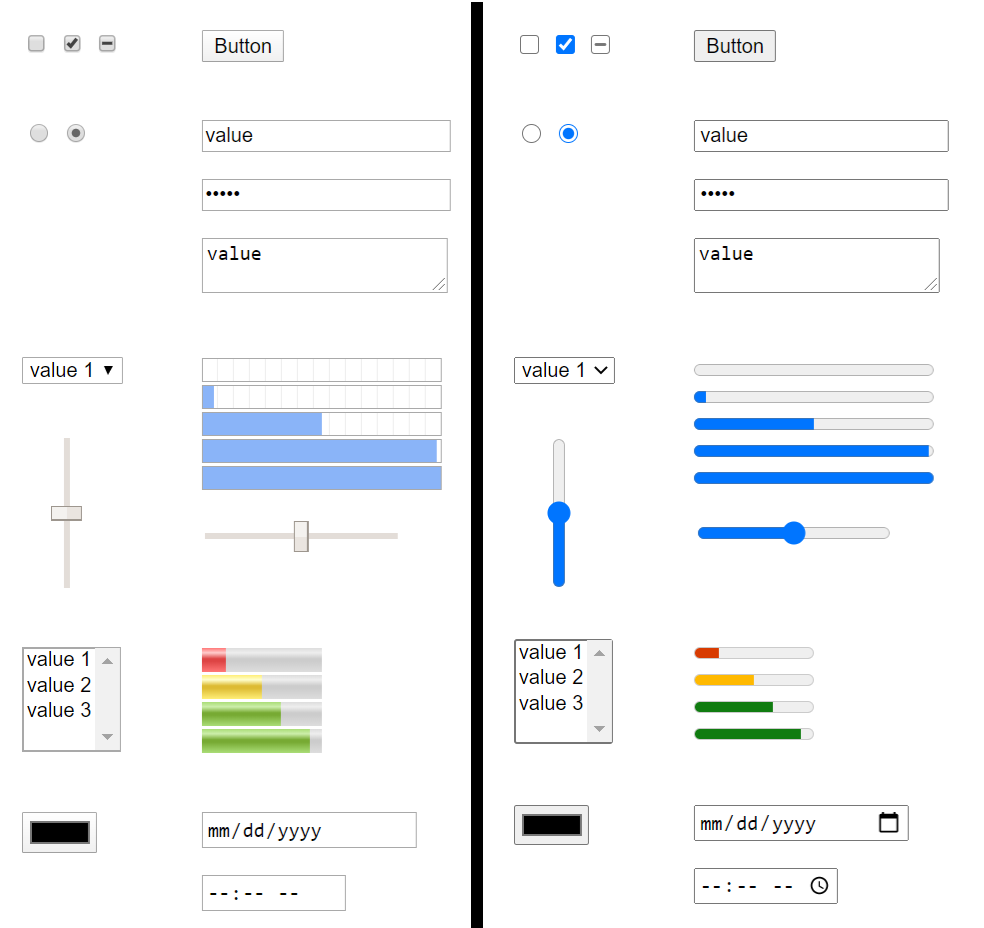 Button
value
•••••
value
value 1
value 1
value 2
value 3
mm/dd/yyyy
--:-- --
Button
value
•••••
value
value 1
value 1
value 2
value 3
mm/dd/yyyy
--:-- --